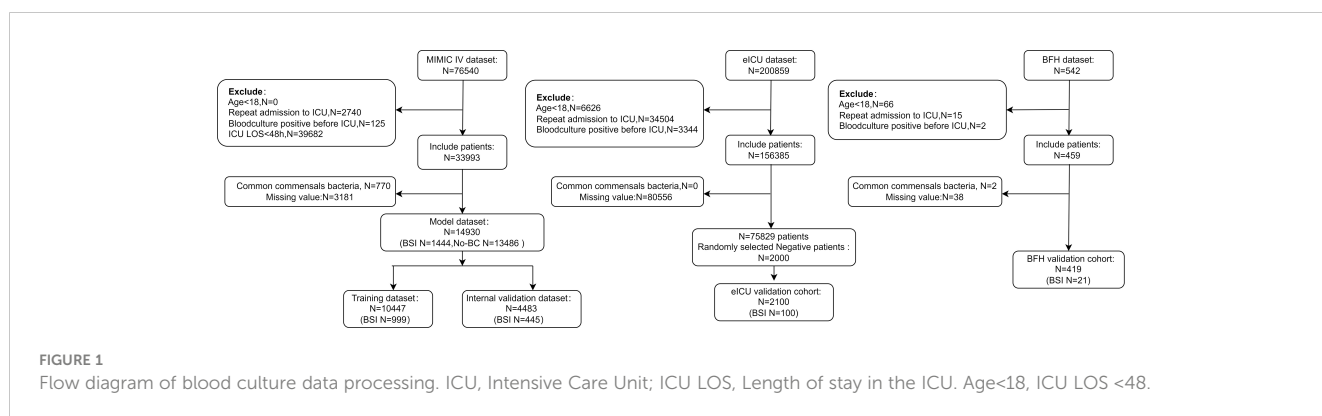 MIMIC IV dataset:
N=76540
Exclude:
Age<18,N=0
Repeat admission to ICU,N=2740
Bloodculture positive before ICU,N=125
ICU LOS<48h,N=39682
Include patients:
N=33993
Common commensals bacteria, N=770
Missing value:N=3181
Model dataset:
N=14930
(BSI N=1444,No-BC N=13486 )
Training dataset:
N=10447
(BSI N=999)
Internal validation dataset:
N=4483
(BSI N=445)
eICU dataset:
N=200859
Exclude:
Age<18,N=6626
Repeat admission to ICU,N=34504
Bloodculture positive before ICU,N=3344
Include patients:
N=156385
Common commensals bacteria,N=0
Missing value:N=80556
N=75829 patients
Randomly selected Negative patients :
N=2000
eICU validation cohort:
N=2100
(BSI N=100)
BFH dataset:
N=542
Exclude:
Age<18,N=66
Repeat admission to ICU,N=15
Bloodculture positive before ICU,N=2
Include patients:
N=459
Common commensals bacteria, N=2
Missing value:N=38
BFH validation cohort:
N=419
(BSI N=21)
FIGURE 1
Flow diagram of blood culture data processing. ICU, Intensive Care Unit; ICU LOS, Length of stay in the ICU. Age<18, ICU LOS <48.